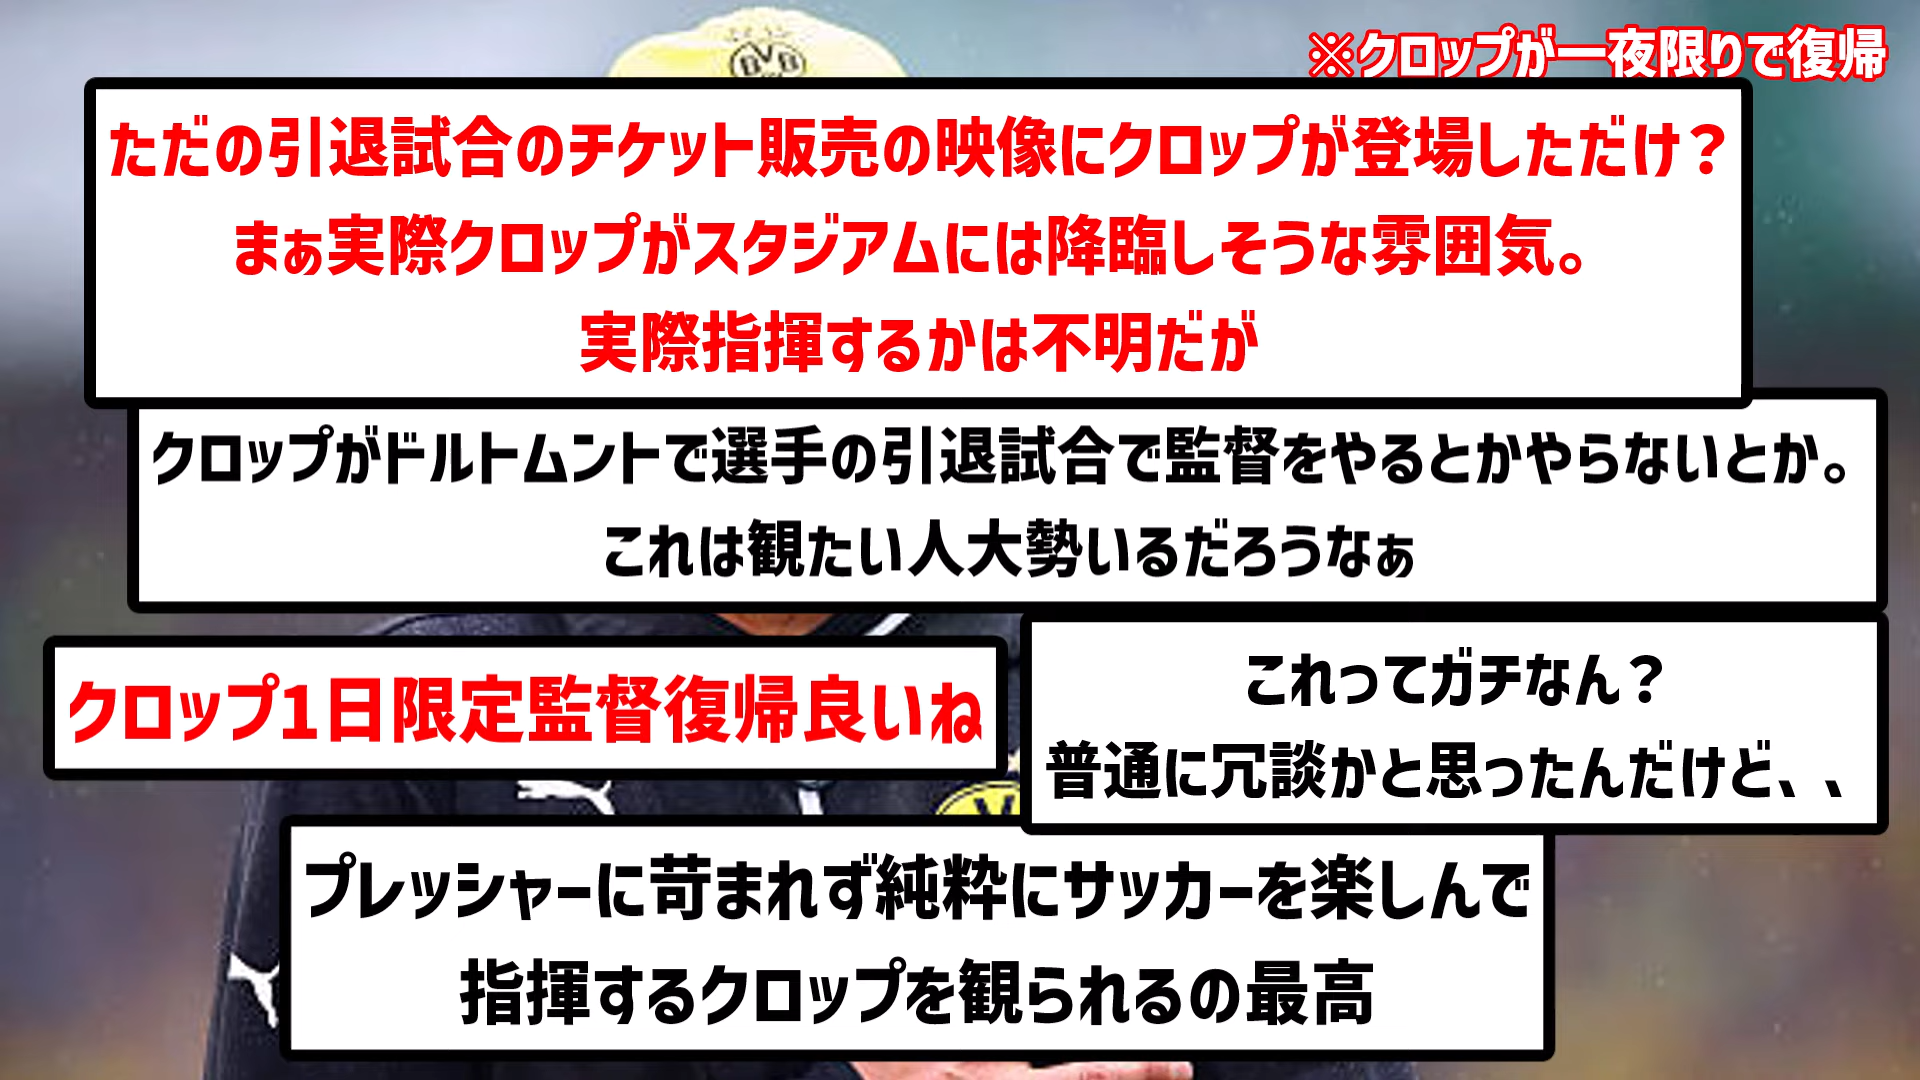 BVB
※クロップが一夜限りで復帰
ただの引退試合のチケット販売の映像にクロップが登場しただけ？
まぁ実際クロップがスタジアムには降臨しそうな雰囲気。
実際指揮するかは不明だが
クロップがドルトムントで選手の引退試合で監督をやるとかやらないとか。
これは観たい人大勢いるだろうなぁ
クロップ1日限定監督復帰良いね
これってガチなん？
普通に冗談かと思ったんだけど、、
プレッシャーに苛まれず純粋にサッカーを楽しんで
指揮するクロップを観られるの最高